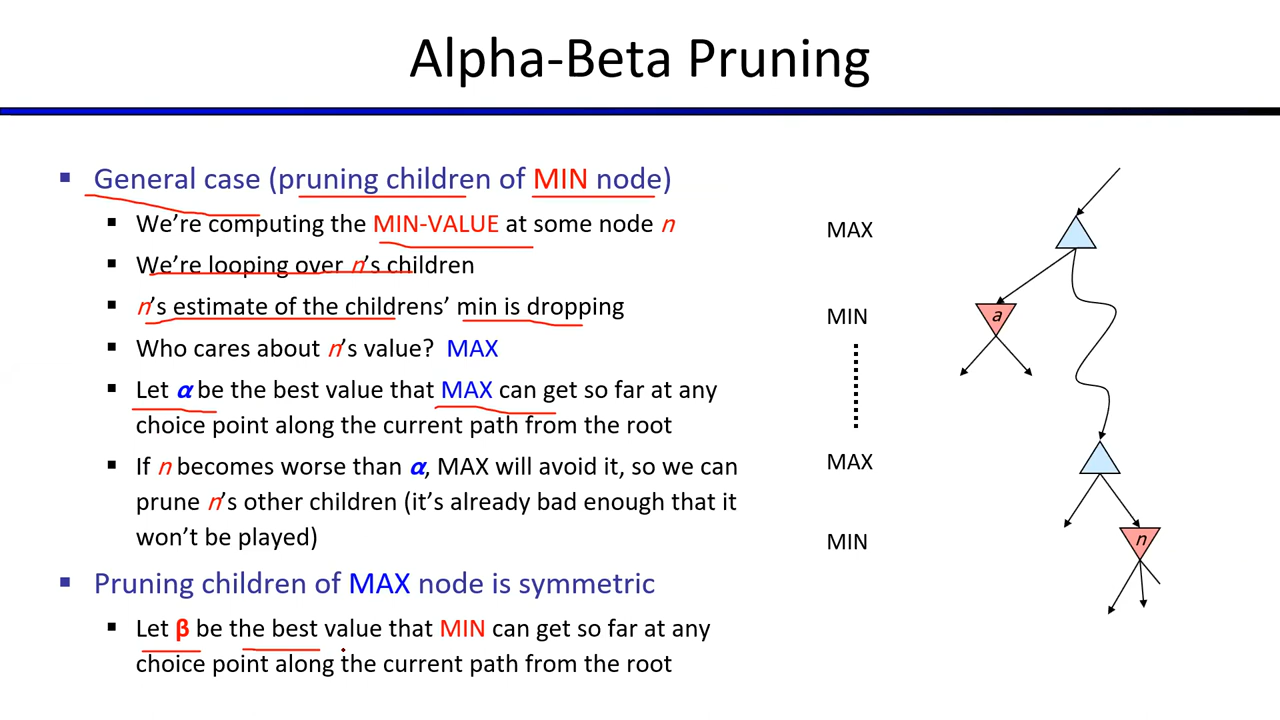 Alpha-Beta Pruning
▪ General case (pruning children of MIN node)
▪ We're computing the MIN-VALUE at some node n
▪ We're looping over n's children
▪ n's estimate of the childrens' min is dropping
▪ Who cares about n's value? MAX
▪ Let α be the best value that MAX can get so far at any
choice point along the current path from the root
▪ If n becomes worse than α, MAX will avoid it, so we can
prune n's other children (it's already bad enough that it
won't be played)
▪ Pruning children of MAX node is symmetric
▪ Let β be the best value that MIN can get so far at any
choice point along the current path from the root
MAX
MIN
a
MAX
MIN
n